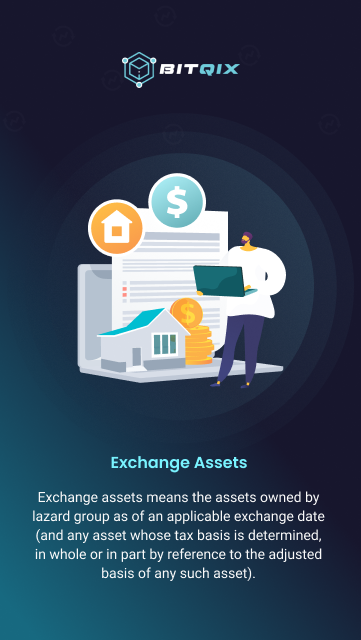 BITQIX
$
$
Exchange Assets
Exchange assets means the assets owned by
lazard group as of an applicable exchange date
(and any asset whose tax basis is determined,
in whole or in part by reference to the adjusted
basis of any such asset).